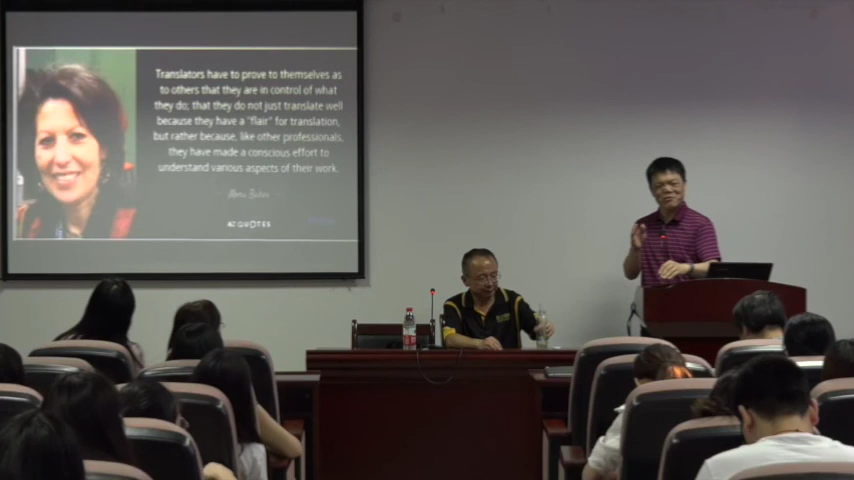 Translators have to prove to themselves as
to others that they are in control of what
they do; that they do not just translate well
because they have a "flair" for translation,
but rather because, like other professionals,
they have made a conscious effort to
understand various aspects of their work.
Mona Baker
AZ QUOTES